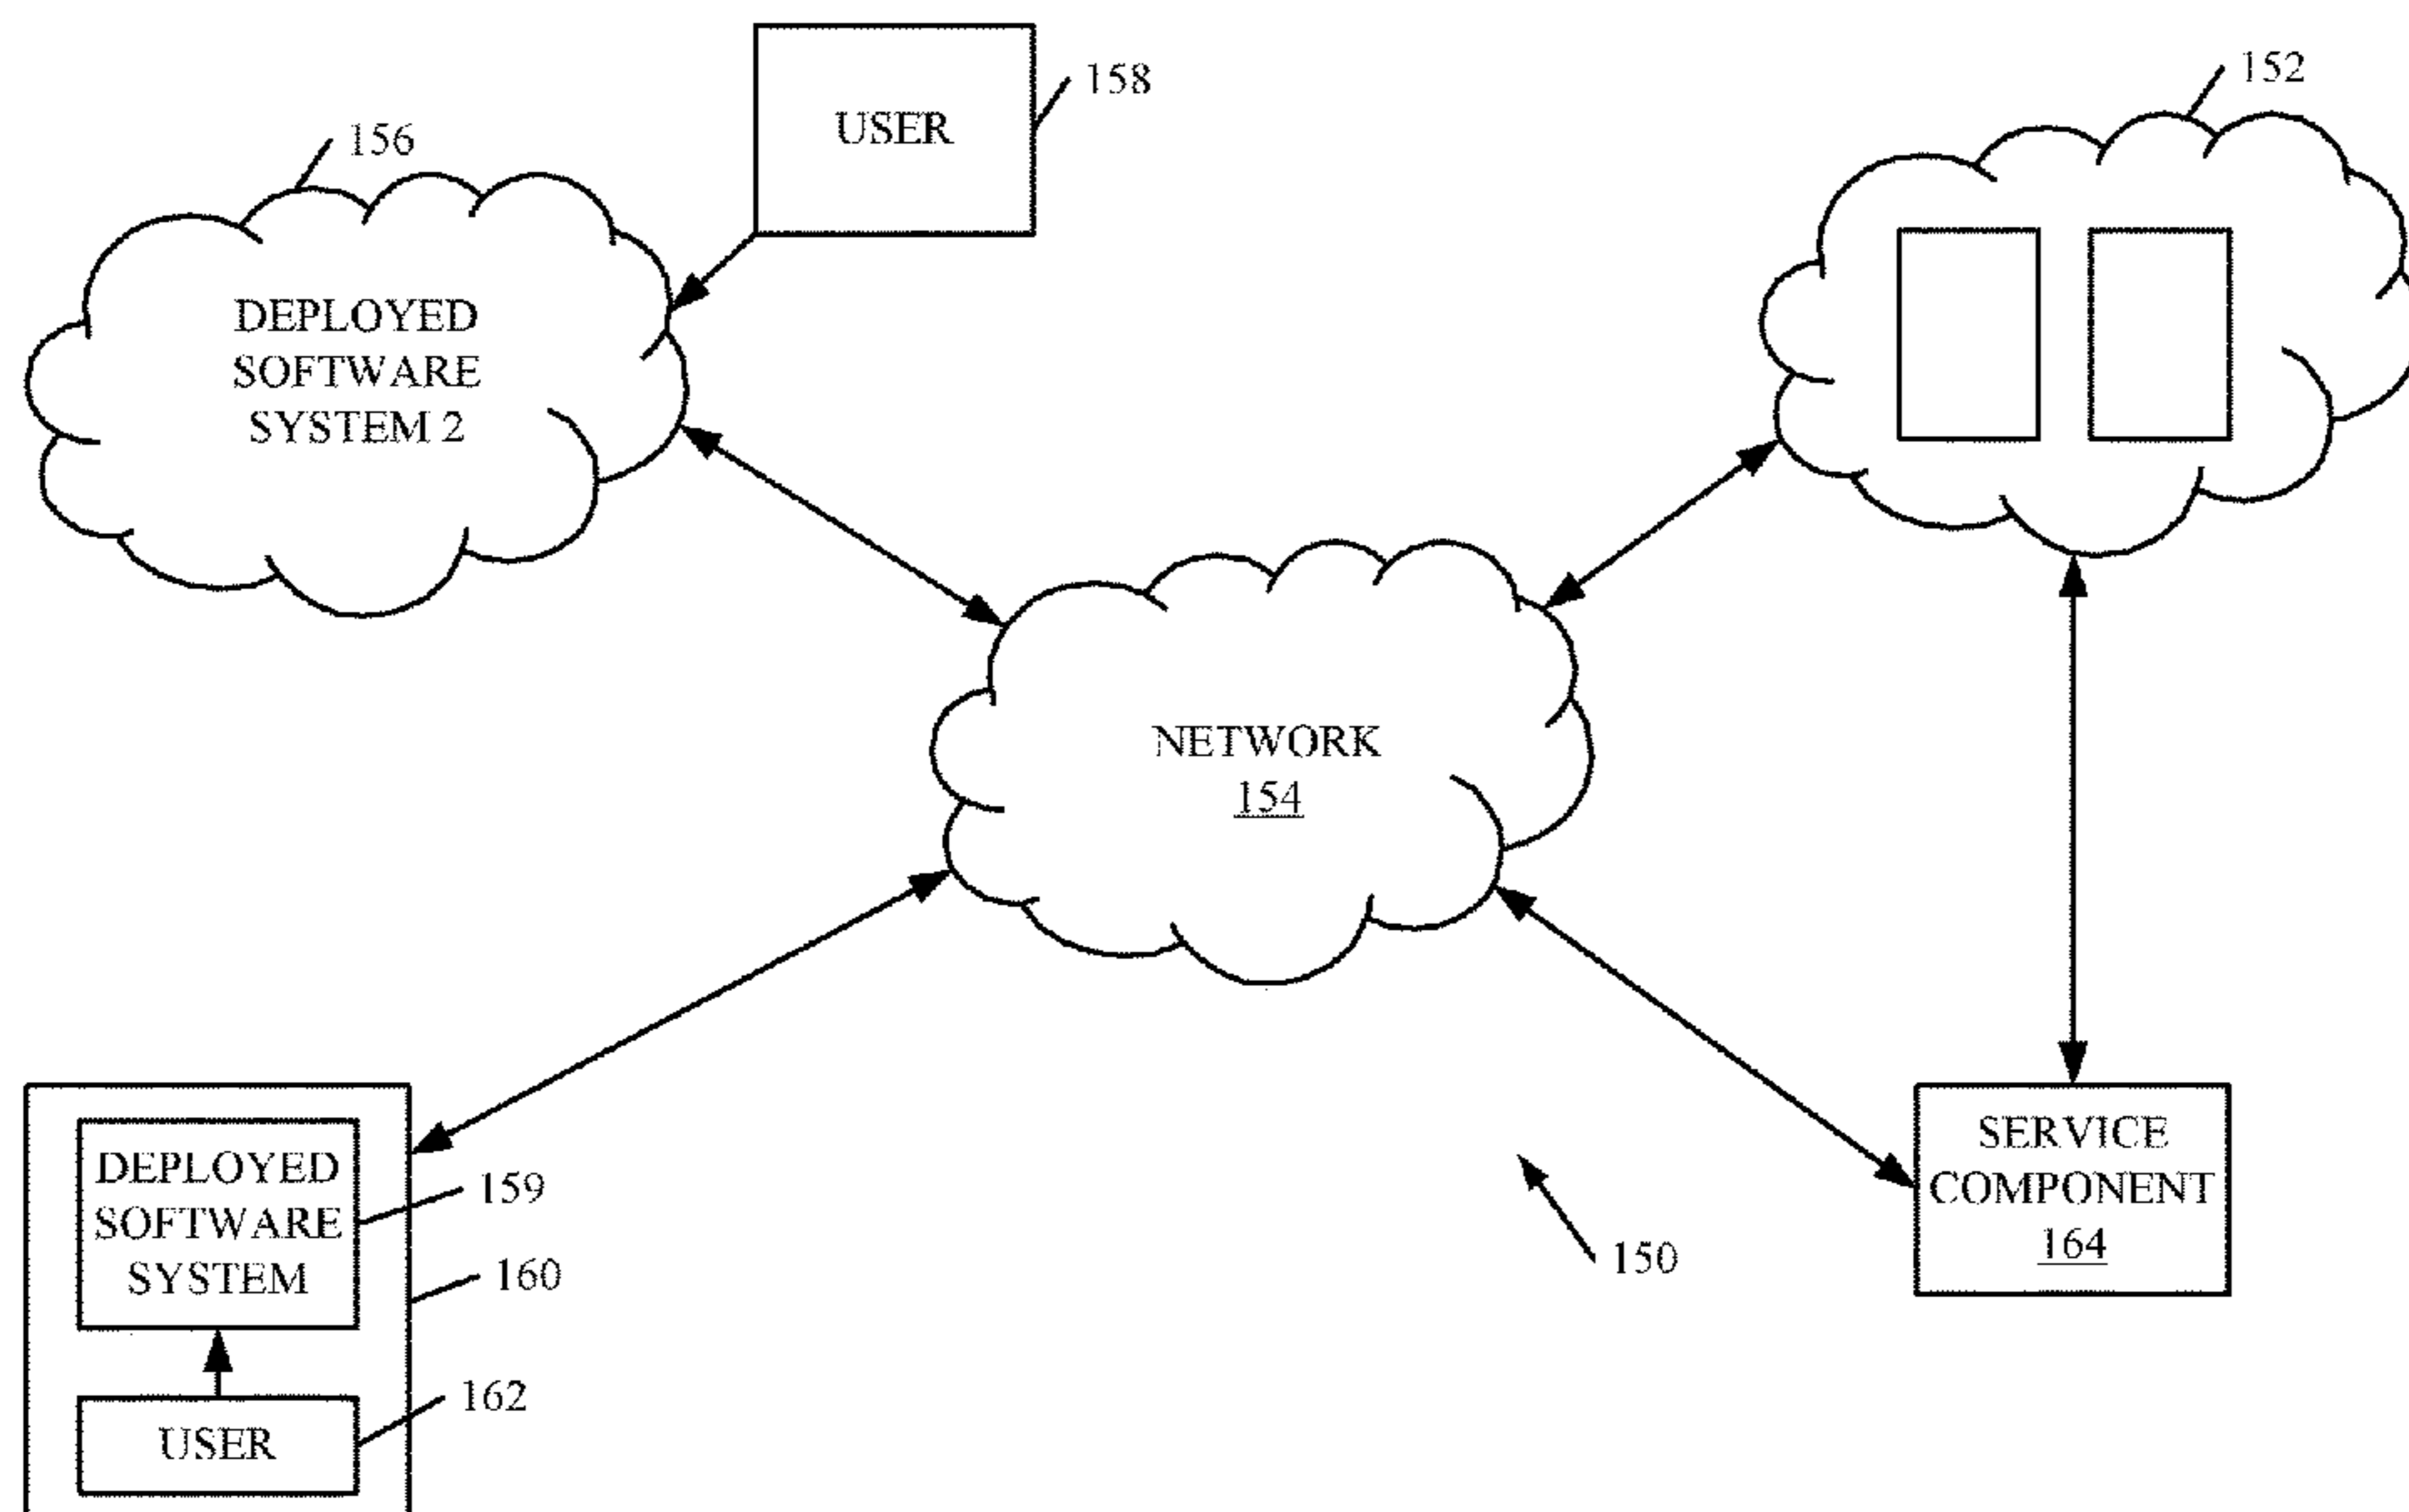 158
USER
152
156
DEPLOYED
SOFTWARE
SYSTEM 2
NETWORK
154
DEPLOYED
SOFTWARE
SYSTEM
159
160
USER
162
150
SERVICE
COMPONENT
164